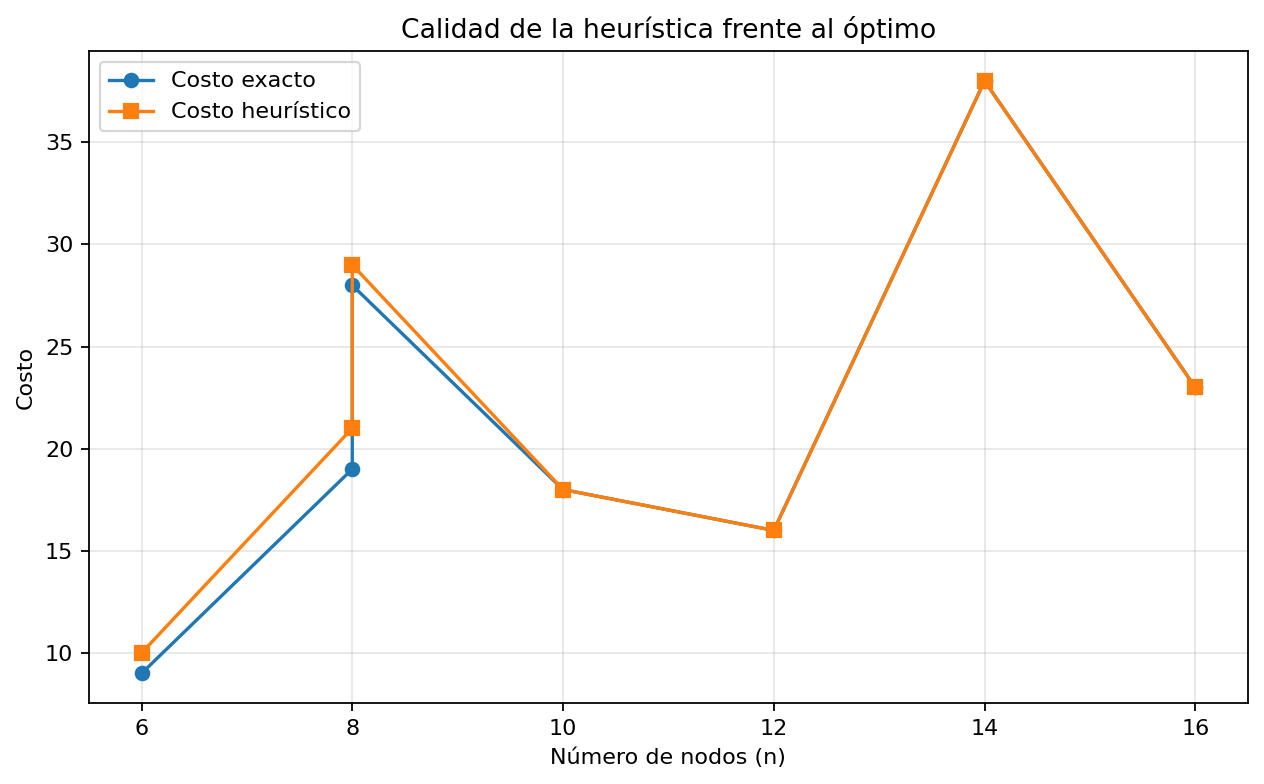 Calidad de la heurística frente al óptimo
Costo exacto
Costo heurístico
35
30
25
20
15
10
Costo
6 8 10 12 14 16
Número de nodos (n)